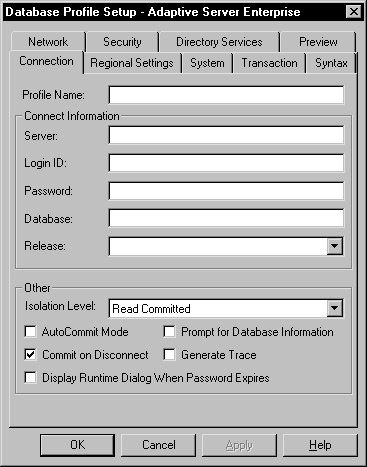 Database Profile Setup - Adaptive Server Enterprise
Network Security Directory Services Preview
Connection Regional Settings System Transaction Syntax
Profile Name:
Connect Information
Server:
Login ID:
Password:
Database:
Release:
Other
Isolation Level: Read Committed
AutoCommit Mode Prompt for Database Information
Commit on Disconnect Generate Trace
Display Runtime Dialog When Password Expires
OK Cancel Apply Help